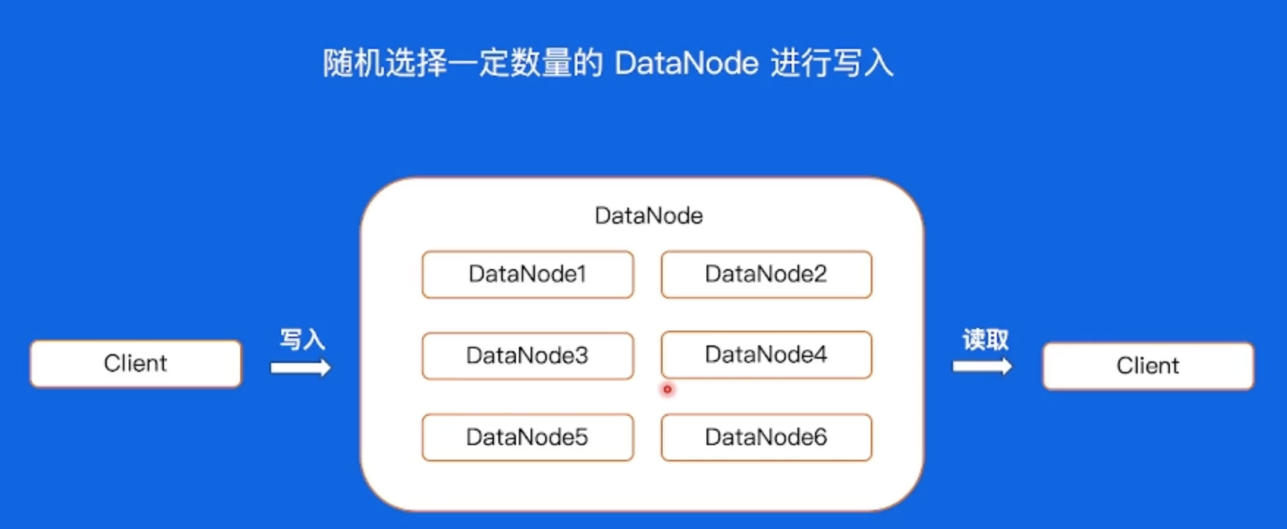 随机选择一定数量的 DataNode 进行写入
DataNode
DataNode1
DataNode2
写入
读取
Client
DataNode3
DataNode4
Client
DataNode5
DataNode6